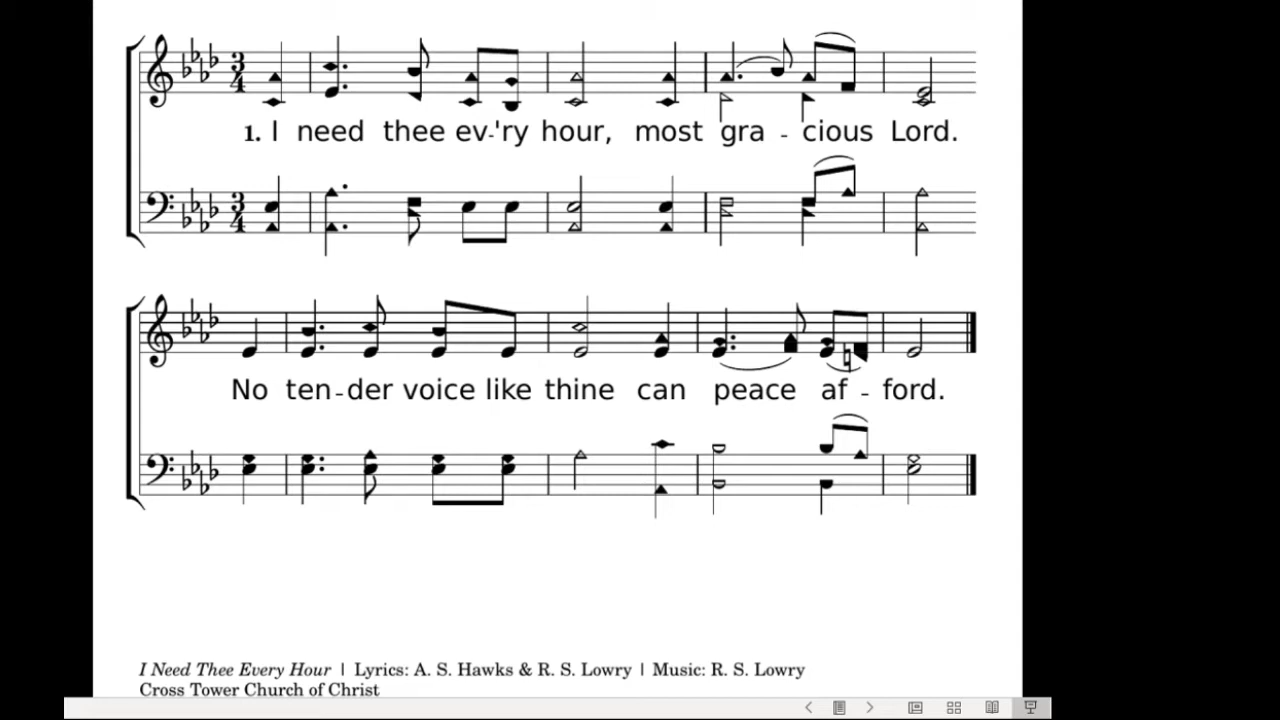 1. I need thee ev-'ry hour, most gra - cious Lord.
No ten-der voice like thine can peace af - ford.
I Need Thee Every Hour | Lyrics: A. S. Hawks & R. S. Lowry | Music: R. S. Lowry
Cross Tower Church of Christ